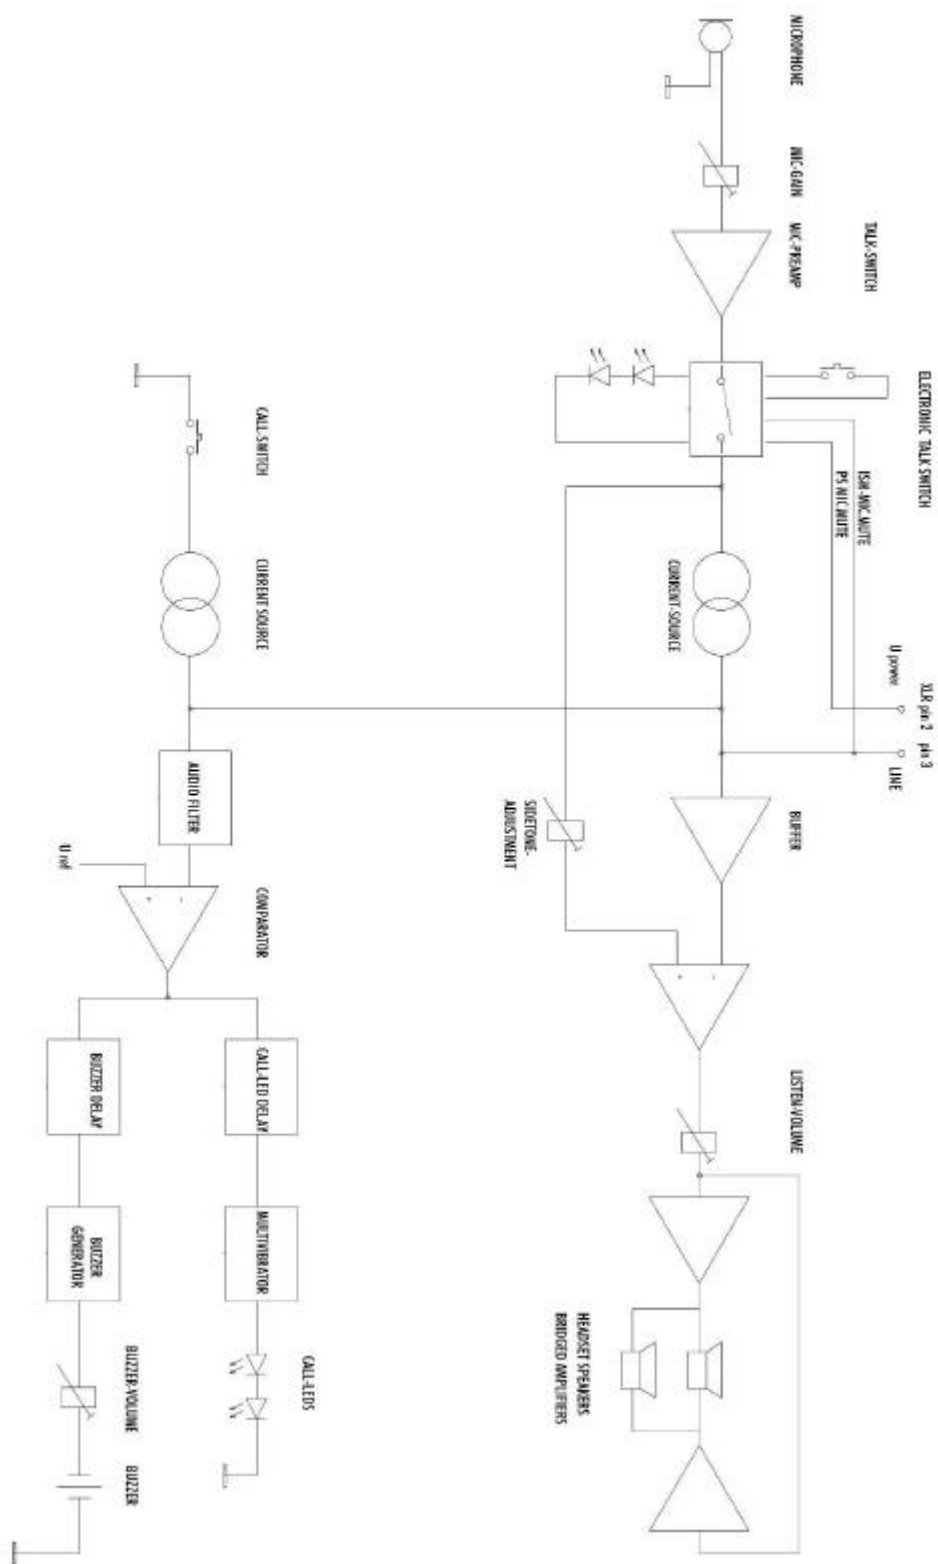 MICROPHONE
MIC-GAIN
MIC-PREAMP
TALK-SWITCH
ELECTRONIC TALK SWITCH
ISM-MIC.MUTE
PS MIC.MUTE
CURRENT-SOURCE
U power
XLR pin 2
pin 3
LINE
BUFFER
SIDETONE-
ADJUSTMENT
+
-
LISTEN-VOLUME
HEADSET SPEAKERS
BRIDGED AMPLIFIERS
CALL-SWITCH
CURRENT SOURCE
AUDIO FILTER
U ref
+
-
COMPARATOR
CALL-LED DELAY
MULTIVIBRATOR
CALL-LEDS
BUZZER DELAY
BUZZER
GENERATOR
BUZZER-VOLUME
BUZZER